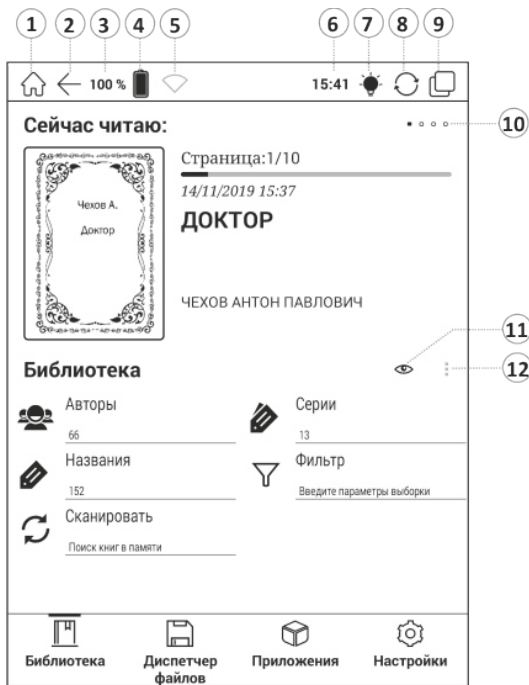 1 2 3 4 5 6 7 8 9
100 % 15:41
Сейчас читаю: 10
Страница:1/10
14/11/2019 15:37
Чехов А.
Доктор
ДОКТОР
ЧЕХОВ АНТОН ПАВЛОВИЧ
11
Библиотека 12
Авторы
66
Серии
13
Названия
152
Фильтр
Введите параметры выборки
Сканировать
Поиск книг в памяти
Библиотека
Диспетчер
файлов
Приложения
Настройки